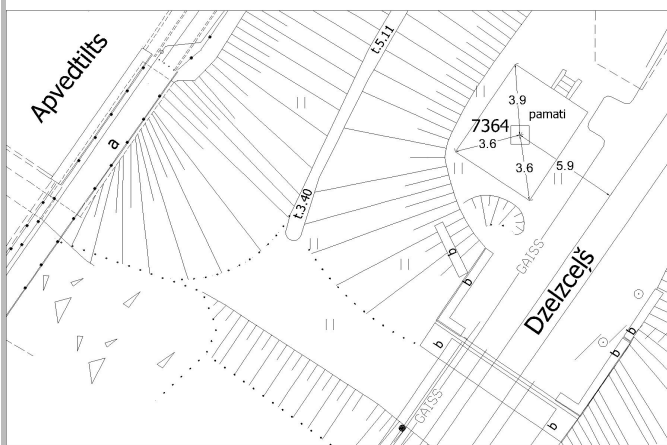 Apvedtilts
a
t.5.11
t.3.40
3.9
pamati
7364
3.6
3.6
5.9
GAISS
Dzelzceļš
b
b
b
b
b
GAISS
b